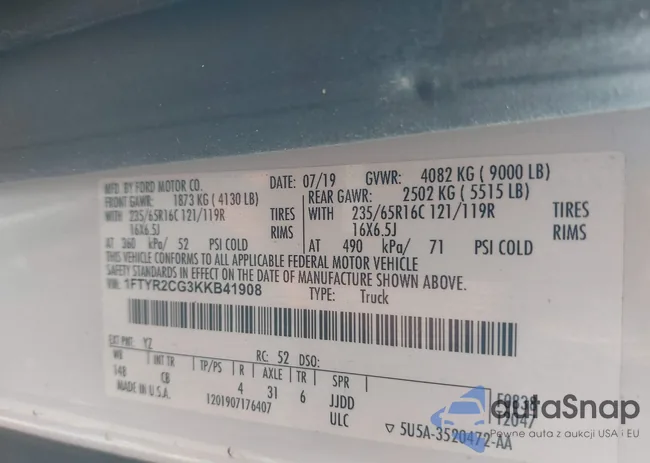 MFD. BY FORD MOTOR CO. DATE: 07/19 GVWR: 4082 KG ( 9000 LB)
FRONT GAWR: 1873 KG ( 4130 LB) REAR GAWR: 2502 KG ( 5515 LB)
WITH 235/65R16C 121/119R TIRES WITH 235/65R16C 121/119R TIRES
16X6.5J RIMS 16X6.5J RIMS
AT 360 kPa/ 52 PSI COLD AT 490 kPa/ 71 PSI COLD
THIS VEHICLE CONFORMS TO ALL APPLICABLE FEDERAL MOTOR VEHICLE
SAFETY STANDARDS IN EFFECT ON THE DATE OF MANUFACTURE SHOWN ABOVE.
VIN: 1FTYR2CG3KKB41908 TYPE: Truck
EXT PNT: YZ RC: 52 DSO:
WB INT TR TP/PS R AXLE TR SPR
148 CB 4 31 6 JJDD
MADE IN U.S.A. 1201907176407 ULC
5U5A-3520472-AA
autoSnap
Pewne auta z aukcji USA i EU